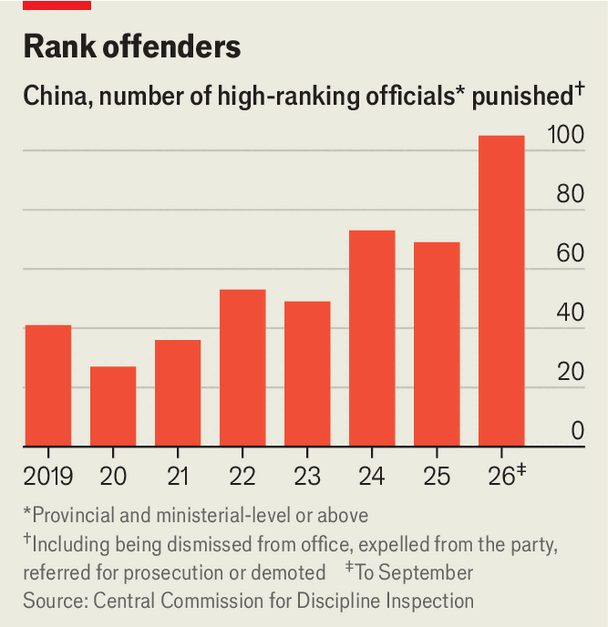 Rank offenders
China, number of high-ranking officials* punished†
100
80
60
40
20
0
2019 20 21 22 23 24 25 26‡
*Provincial and ministerial-level or above
†Including being dismissed from office, expelled from the party,
referred for prosecution or demoted ‡To September
Source: Central Commission for Discipline Inspection